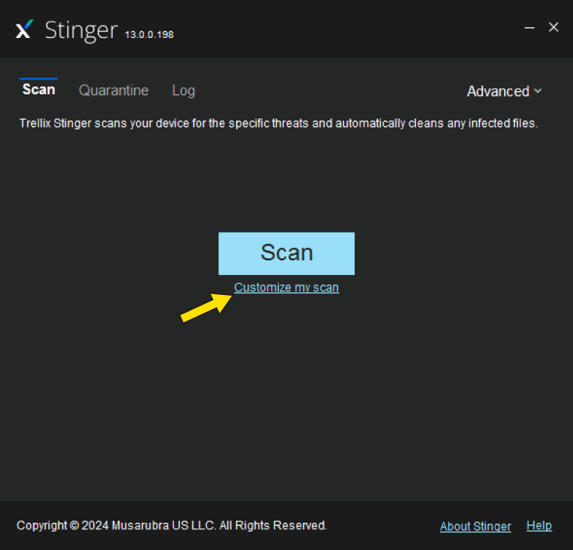 Stinger 13.0.0.198
Scan Quarantine Log Advanced
Trellix Stinger scans your device for the specific threats and automatically cleans any infected files.
Scan
Customize my scan
Copyright © 2024 Musarubra US LLC. All Rights Reserved. About Stinger Help